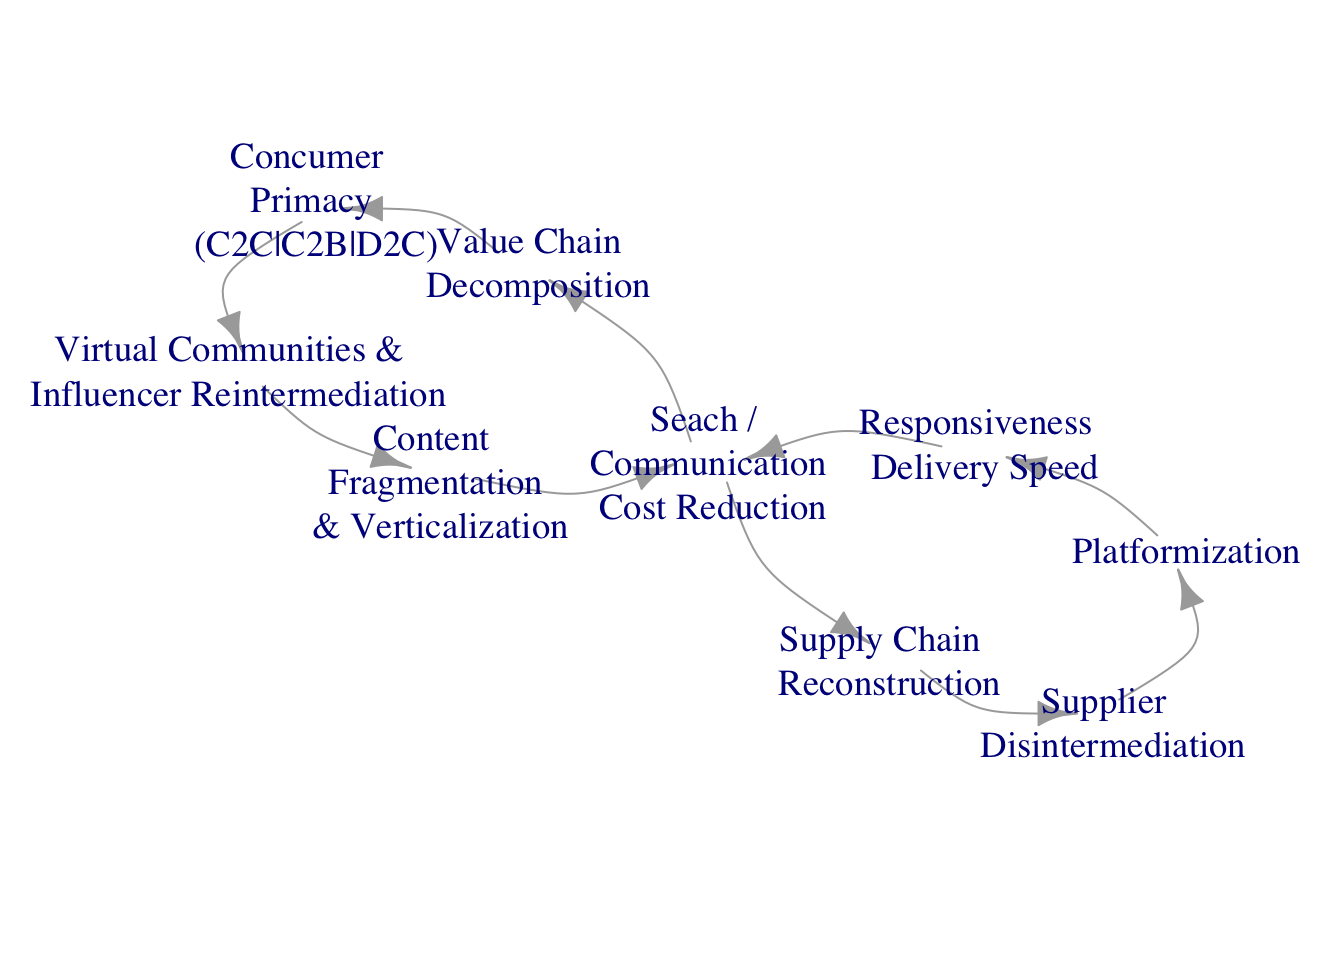 Concumer
Primacy
(C2C|C2B|D2C)
Value Chain
Decomposition
Virtual Communities &
Influencer Reintermediation
Content
Fragmentation
& Verticalization
Seach /
Communication
Cost Reduction
Responsiveness
Delivery Speed
Platformization
Supply Chain
Reconstruction
Supplier
Disintermediation